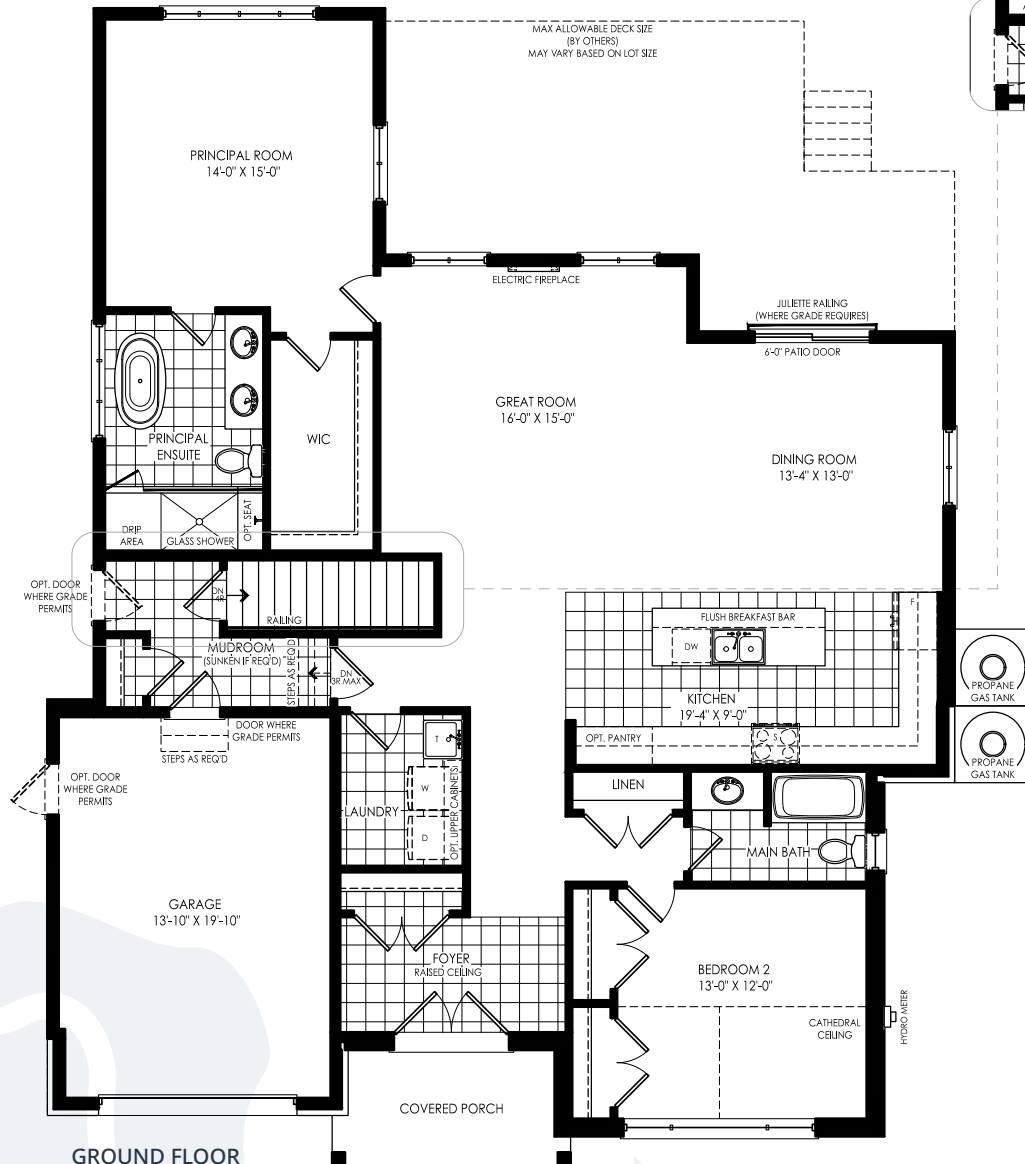 MAX ALLOWABLE DECK SIZE
(BY OTHERS)
MAY VARY BASED ON LOT SIZE
PRINCIPAL ROOM
14'-0" X 15'-0"
ELECTRIC FIREPLACE
JULIETTE RAILING
(WHERE GRADE REQUIRES)
6'-0" PATIO DOOR
GREAT ROOM
16'-0" X 15'-0"
DINING ROOM
13'-4" X 13'-0"
PRINCIPAL
ENSUITE
WIC
DRIP
AREA
GLASS SHOWER
OPT. SEAT
OPT. DOOR
WHERE GRADE
PERMITS
DN
4R
RAILING
MUDROOM
(SUNKEN IF REQ'D)
STEPS AS REQ'D
DN
3R MAX
FLUSH BREAKFAST BAR
DW
F
KITCHEN
19'-4" X 9'-0"
OPT. PANTRY
S
PROPANE
GAS TANK
PROPANE
GAS TANK
DOOR WHERE
GRADE PERMITS
STEPS AS REQ'D
OPT. DOOR
WHERE GRADE
PERMITS
T
W
D
LAUNDRY
OPT. UPPER CABINETS
LINEN
MAIN BATH
GARAGE
13'-10" X 19'-10"
FOYER
RAISED CEILING
BEDROOM 2
13'-0" X 12'-0"
CATHEDRAL
CEILING
HYDRO METER
COVERED PORCH
GROUND FLOOR